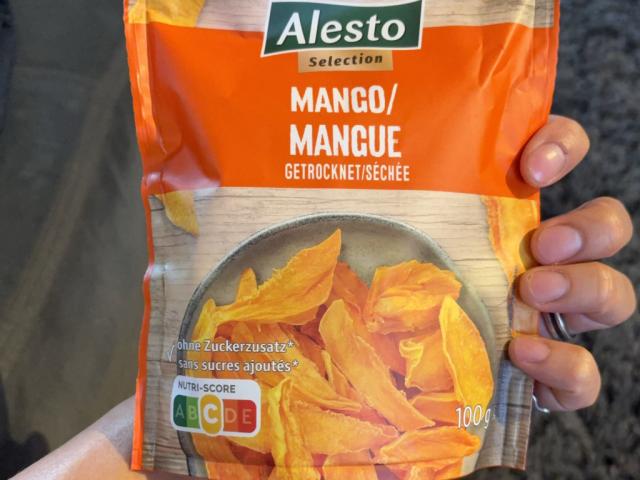 Alesto
Selection
MANGO/
MANGUE
GETROCKNET/SÉCHÉE
ohne Zuckerzusatz*
sans sucres ajoutés*
NUTRI-SCORE
A B C D E
100g